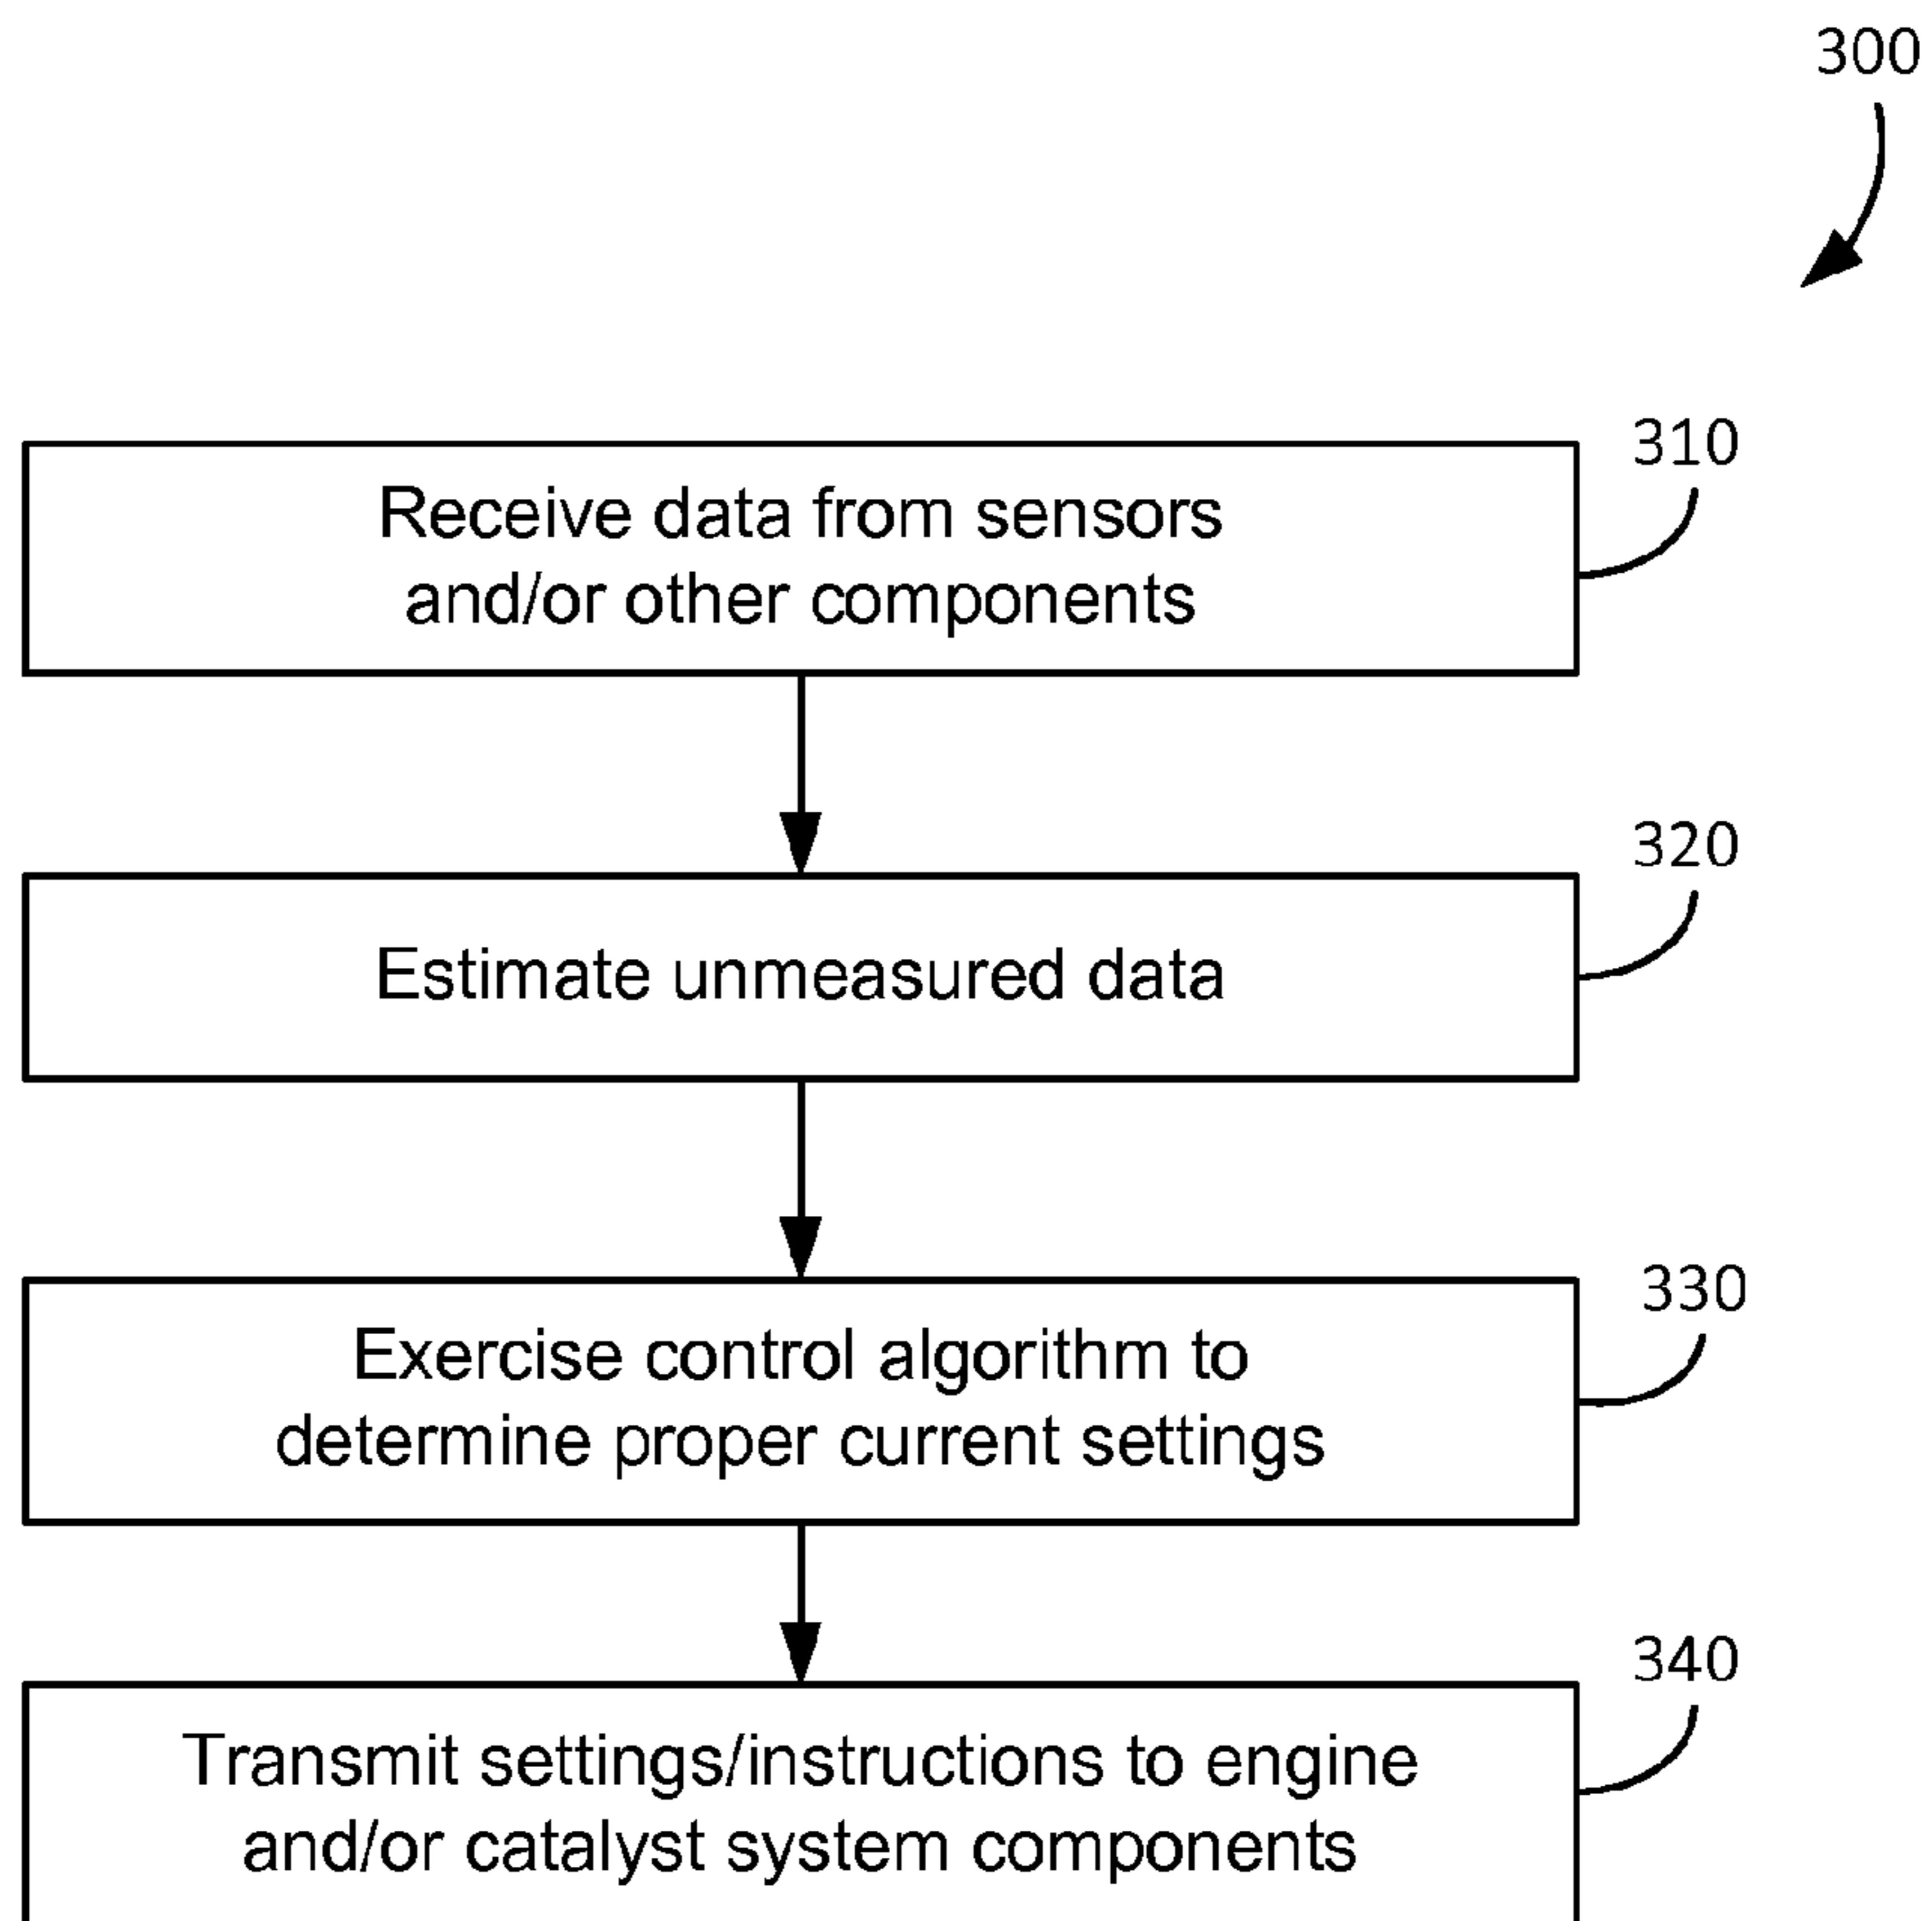 300
310
Receive data from sensors
and/or other components
320
Estimate unmeasured data
330
Exercise control algorithm to
determine proper current settings
340
Transmit settings/instructions to engine
and/or catalyst system components